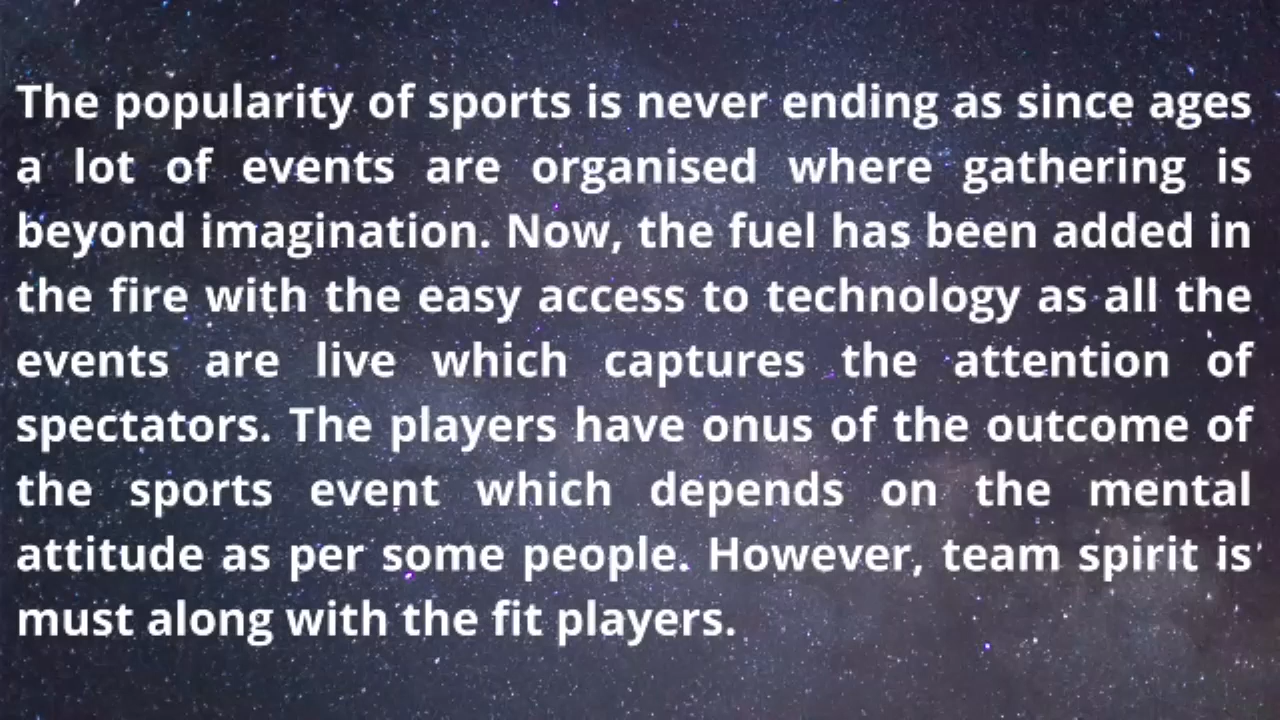 The popularity of sports is never ending as since ages
a lot of events are organised where gathering is
beyond imagination. Now, the fuel has been added in
the fire with the easy access to technology as all the
events are live which captures the attention of
spectators. The players have onus of the outcome of
the sports event which depends on the mental
attitude as per some people. However, team spirit is
must along with the fit players.